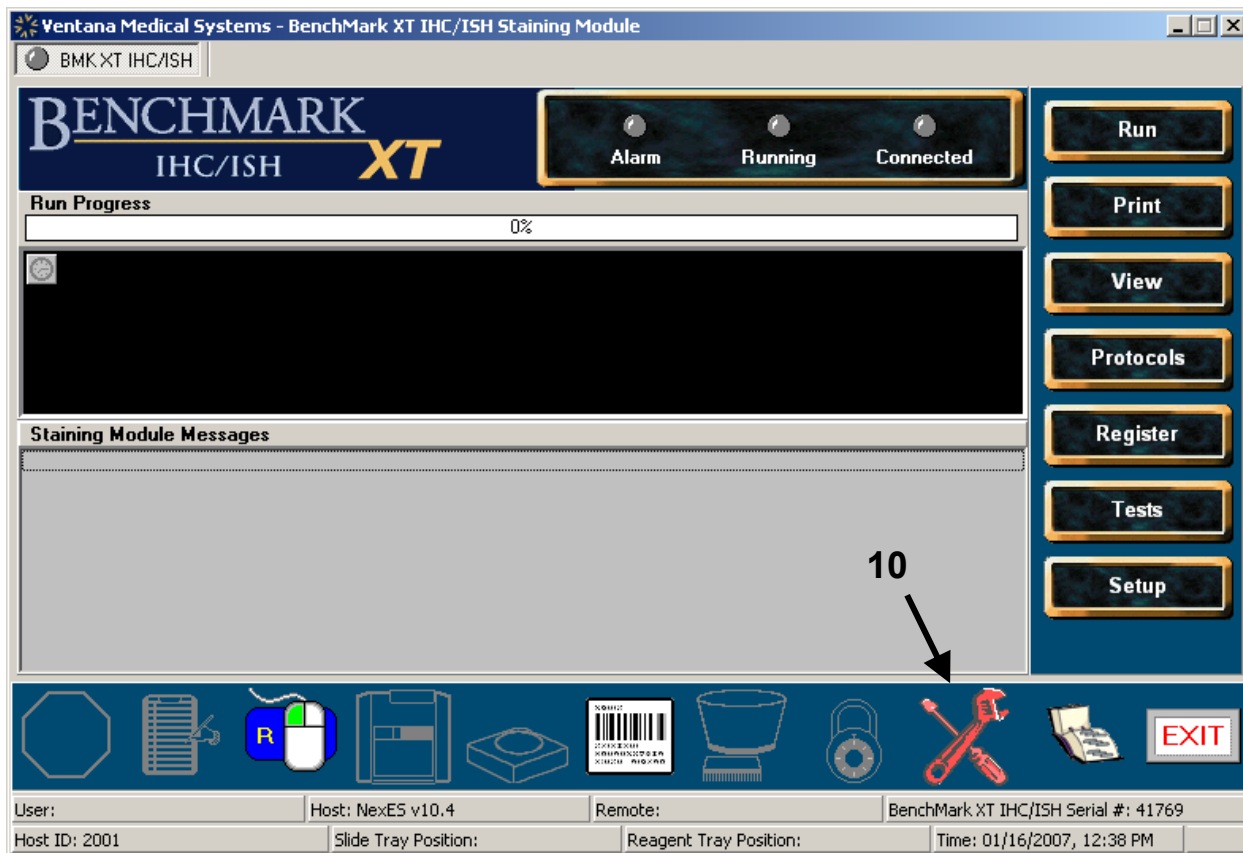 Ventana Medical Systems - BenchMark XT IHC/ISH Staining Module
BMK XT IHC/ISH
BENCHMARK
IHC/ISH XT
Alarm Running Connected
Run
Print
View
Protocols
Register
Tests
Setup
Run Progress
0%
Staining Module Messages
10
R
EXIT
User: Host: NexES v10.4 Remote: BenchMark XT IHC/ISH Serial #: 41769
Host ID: 2001 Slide Tray Position: Reagent Tray Position: Time: 01/16/2007, 12:38 PM